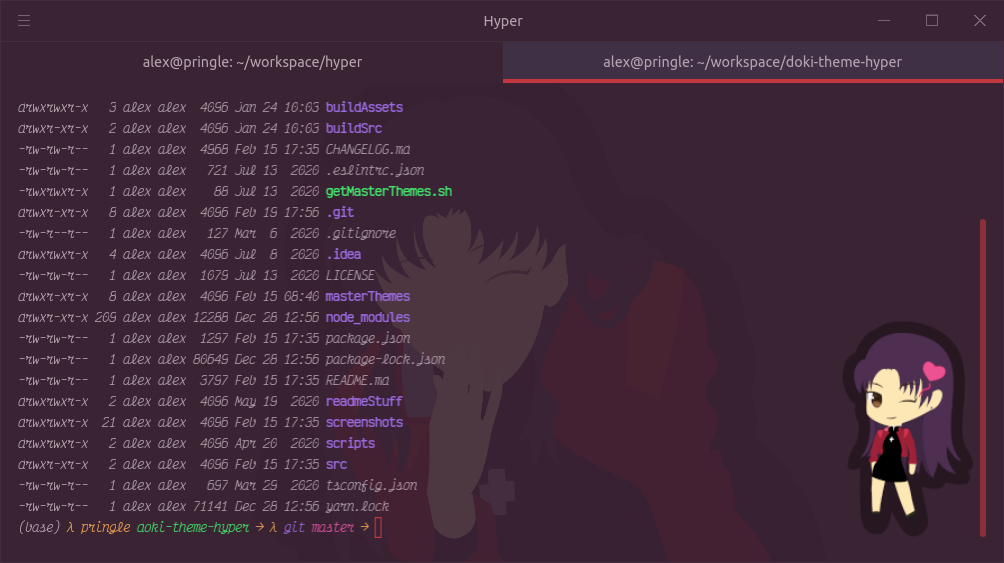 Hyper
alex@pringle: ~/workspace/hyper
alex@pringle: ~/workspace/doki-theme-hyper
drwxrwxr-x 3 alex alex 4096 Jan 24 10:03 buildAssets
drwxr-xr-x 2 alex alex 4096 Jan 24 10:03 buildSrc
-rw-rw-r-- 1 alex alex 4968 Feb 15 17:35 CHANGELOG.md
-rw-rw-r-- 1 alex alex 721 Jul 13 2020 .eslintrc.json
-rwxrwxr-x 1 alex alex 88 Jul 13 2020 getMasterThemes.sh
drwxrwxr-x 8 alex alex 4096 Feb 19 17:56 .git
-rw-r--r-- 1 alex alex 127 Mar 6 2020 .gitignore
drwxrwxr-x 4 alex alex 4096 Jul 8 2020 .idea
-rw-rw-r-- 1 alex alex 1079 Jul 13 2020 LICENSE
drwxr-xr-x 8 alex alex 4096 Feb 15 08:40 masterThemes
drwxrwxr-x 209 alex alex 12288 Dec 28 12:56 node_modules
-rw-rw-r-- 1 alex alex 1297 Feb 15 17:35 package.json
-rw-rw-r-- 1 alex alex 80649 Dec 28 12:56 package-lock.json
-rw-rw-r-- 1 alex alex 3797 Feb 15 17:35 README.md
drwxrwxr-x 2 alex alex 4096 May 19 2020 readmeStuff
drwxrwxr-x 21 alex alex 4096 Feb 15 17:35 screenshots
drwxrwxr-x 2 alex alex 4096 Apr 20 2020 scripts
drwxr-xr-x 2 alex alex 4096 Feb 15 17:35 src
-rw-rw-r-- 1 alex alex 697 Mar 29 2020 tsconfig.json
-rw-rw-r-- 1 alex alex 71141 Dec 28 12:56 yarn.lock
(base) λ pringle doki-theme-hyper → λ git master →